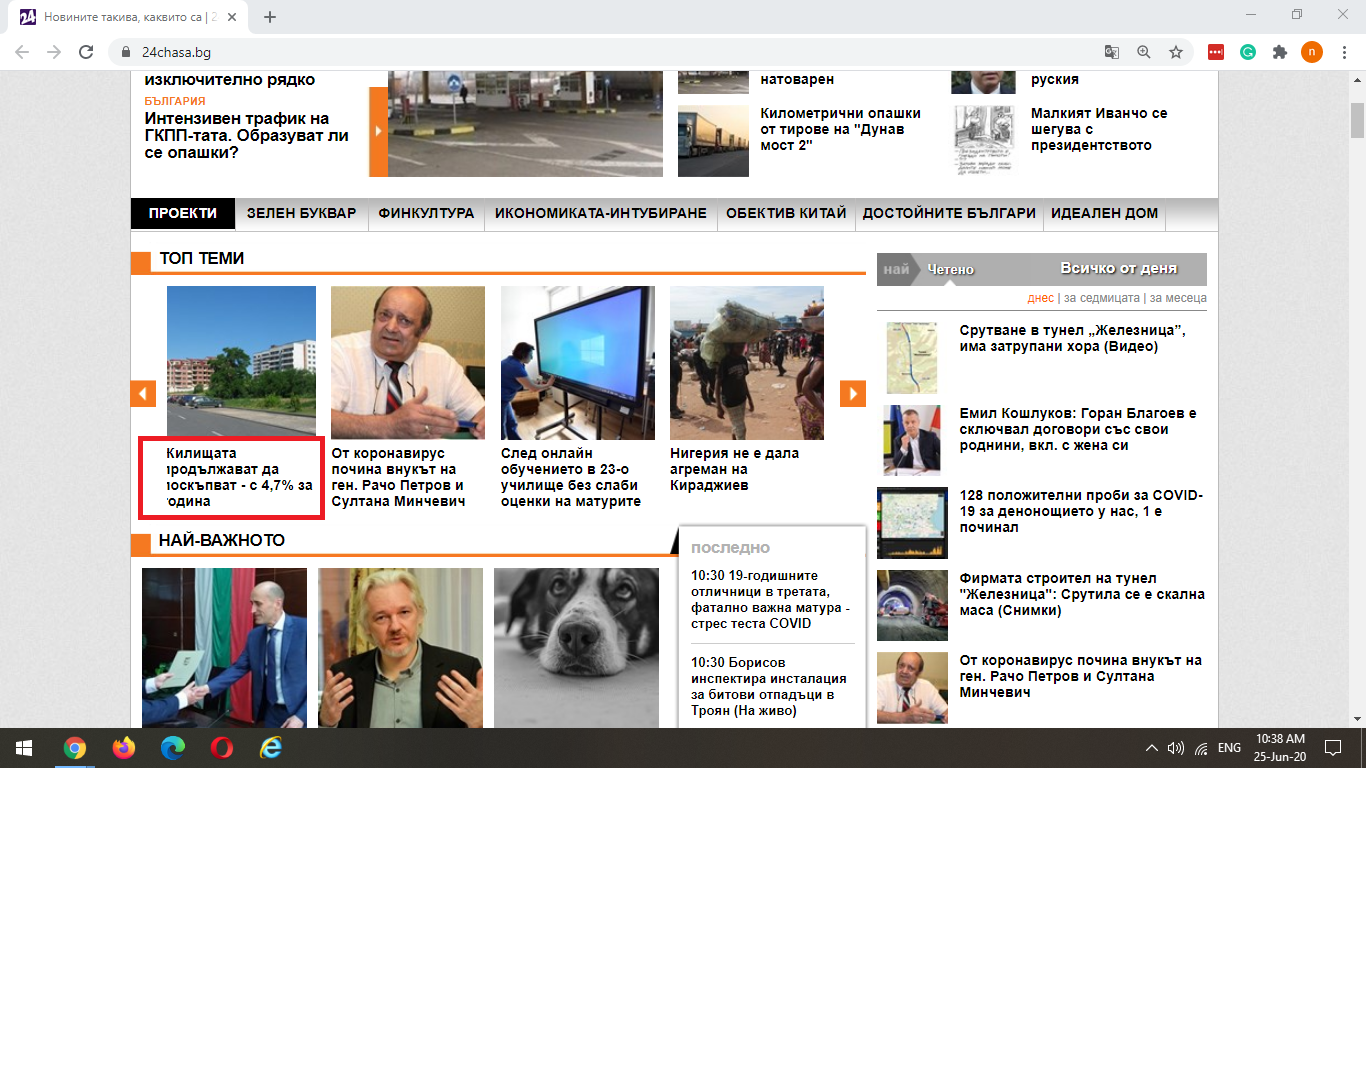 Новините такива, каквито са | 2
24chasa.bg
изключително рядко
БЪЛГАРИЯ
Интензивен трафик на
ГКПП-тата. Образуват ли
се опашки?
натоварен
Километрични опашки
от тирове на "Дунав
мост 2"
руския
Малкият Иванчо се
шегува с
президентството
ПРОЕКТИ ЗЕЛЕН БУКВАР ФИНКУЛТУРА ИКОНОМИКАТА-ИНТУБИРАНЕ ОБЕКТИВ КИТАЙ ДОСТОЙНИТЕ БЪЛГАРИ ИДЕАЛЕН ДОМ
ТОП ТЕМИ
Жилищата
продължават да
поскъпват - с 4,7% за
година
От коронавирус
почина внукът на
ген. Рачо Петров и
Султана Минчевич
След онлайн
обучението в 23-о
училище без слаби
оценки на матурите
Нигерия не е дала
агреман на
Кираджиев
НАЙ-ВАЖНОТО
последно
10:30 19-годишните
отличници в третата,
фатално важна матура -
стрес теста COVID
10:30 Борисов
инспектира инсталация
за битови отпадъци в
Троян (На живо)
най Четено Всичко от деня
днес | за седмицата | за месеца
Срутване в тунел „Железница”,
има затрупани хора (Видео)
Емил Кошлуков: Горан Благоев е
сключвал договори със свои
роднини, вкл. с жена си
128 положителни проби за COVID-
19 за денонощието у нас, 1 е
починал
Фирмата строител на тунел
"Железница": Срутила се е скална
маса (Снимки)
От коронавирус почина внукът на
ген. Рачо Петров и Султана
Минчевич
ENG
10:38 AM
25-Jun-20